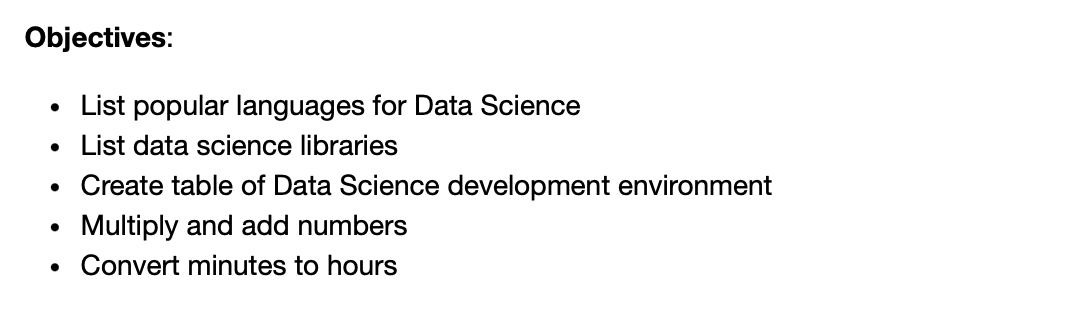 Objectives:
• List popular languages for Data Science
• List data science libraries
• Create table of Data Science development environment
• Multiply and add numbers
• Convert minutes to hours